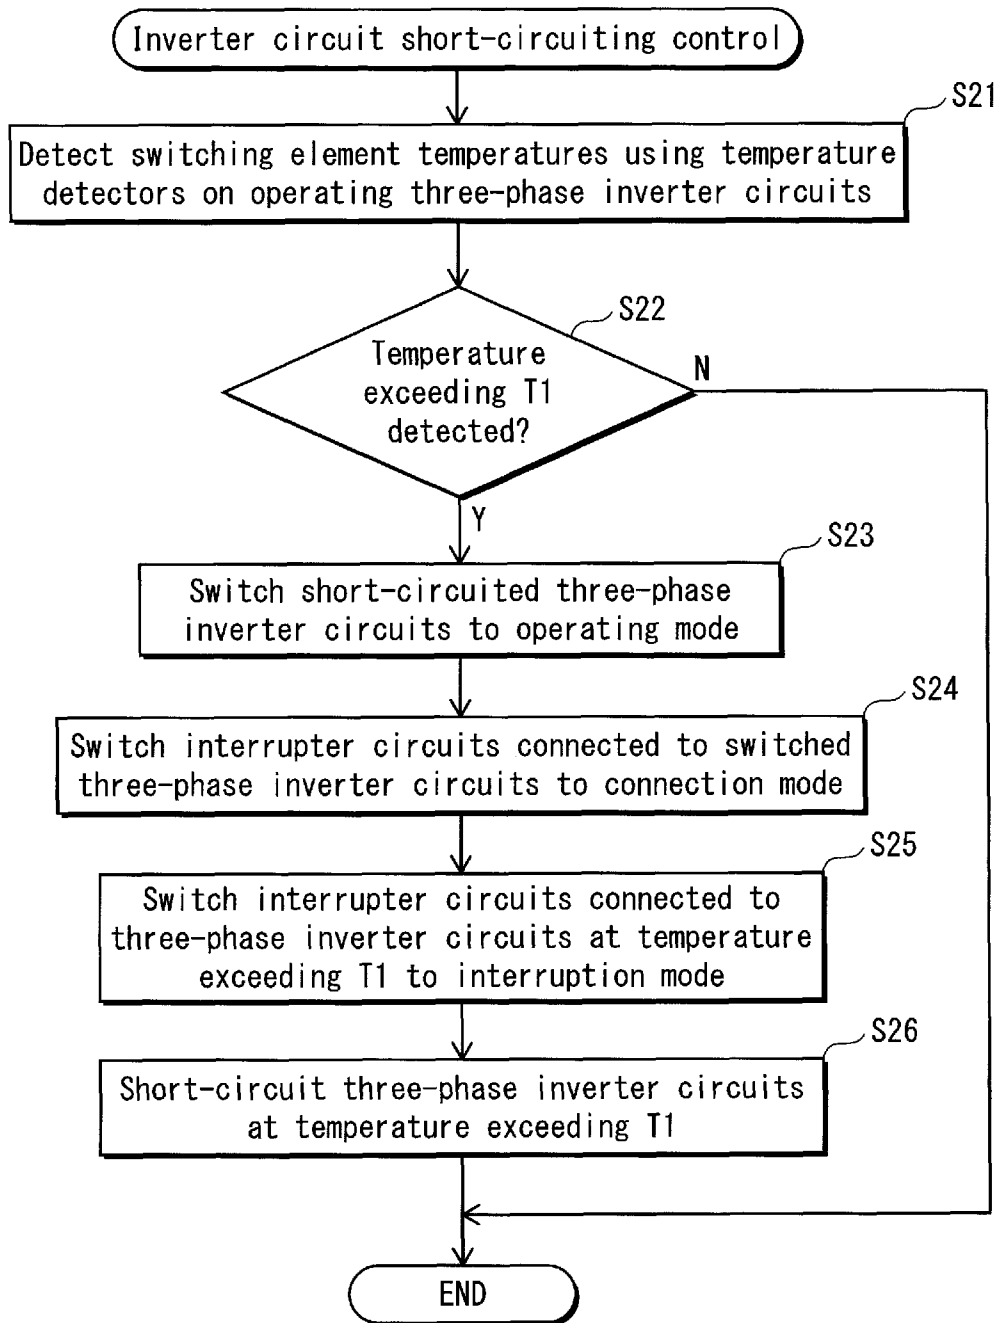 Inverter circuit short-circuiting control
S21
Detect switching element temperatures using temperature
detectors on operating three-phase inverter circuits
S22
Temperature
exceeding T1
detected?
N
Y
S23
Switch short-circuited three-phase
inverter circuits to operating mode
S24
Switch interrupter circuits connected to switched
three-phase inverter circuits to connection mode
S25
Switch interrupter circuits connected to
three-phase inverter circuits at temperature
exceeding T1 to interruption mode
S26
Short-circuit three-phase inverter circuits
at temperature exceeding T1
END